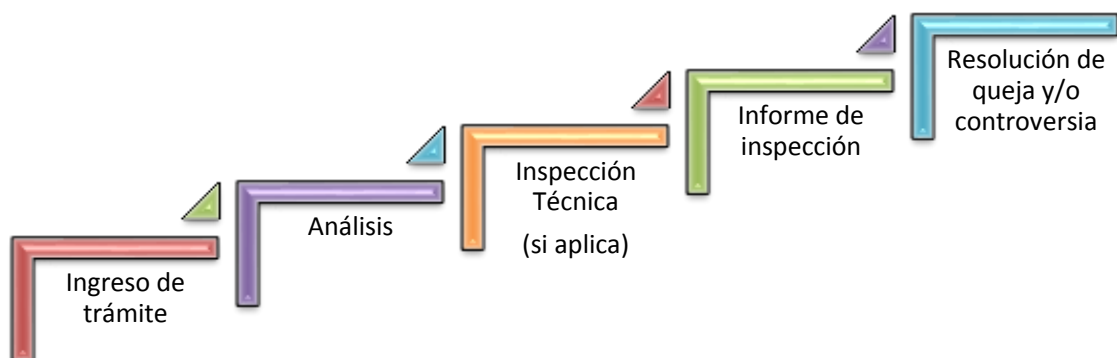 Ingreso de
trámite
Análisis
Inspección
Técnica
(si aplica)
Informe de
inspección
Resolución de
queja y/o
controversia